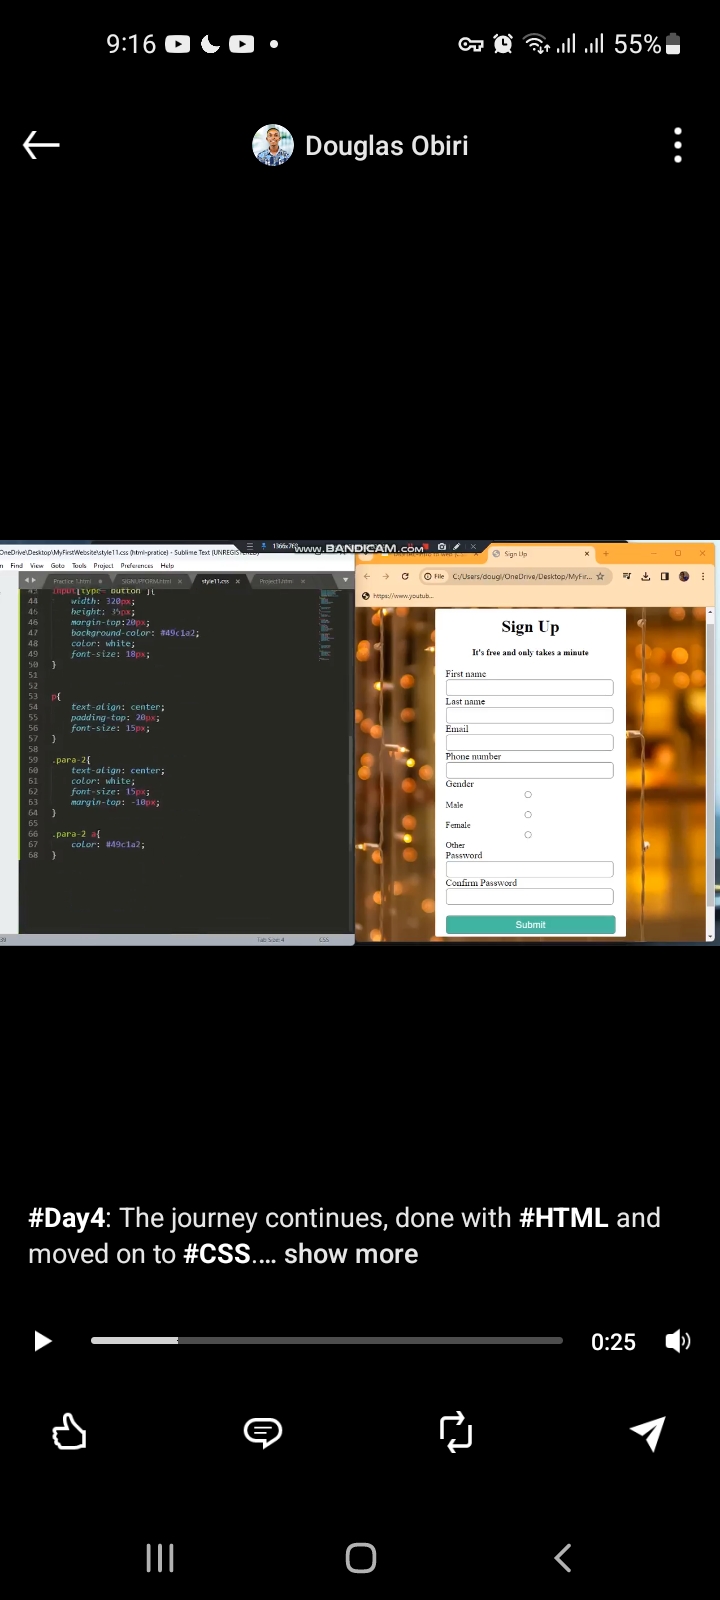 9:16
55%
Douglas Obiri
1366x768
www.BANDICAM.com
OneDrive\Desktop\MyFirstWebsite\style11.css (html-pratice) - Sublime Text (UNREGISTERED)
Find View Goto Tools Project Preferences Help
Practice 1.html
SIGNUPFORM.html
style11.css
Project1.html
43 input[type="button"]{
44 width: 320px;
45 height: 35px;
46 margin-top:20px;
47 background-color: #49c1a2;
48 color: white;
49 font-size: 18px;
50 }
51
52
53 p{
54 text-align: center;
55 padding-top: 20px;
56 font-size: 15px;
57 }
58
59 .para-2{
60 text-align: center;
61 color: white;
62 font-size: 15px;
63 margin-top: -10px;
64 }
65
66 .para-2 a{
67 color: #49c1a2;
68 }
Tab Size: 4
CSS
Sign Up
File
C:/Users/dougl/OneDrive/Desktop/MyFir...
https://www.youtub...
Sign Up
It's free and only takes a minute
First name
Last name
Email
Phone number
Gender
Male
Female
Other
Password
Confirm Password
Submit
#Day4: The journey continues, done with #HTML and
moved on to #CSS.... show more
0:25